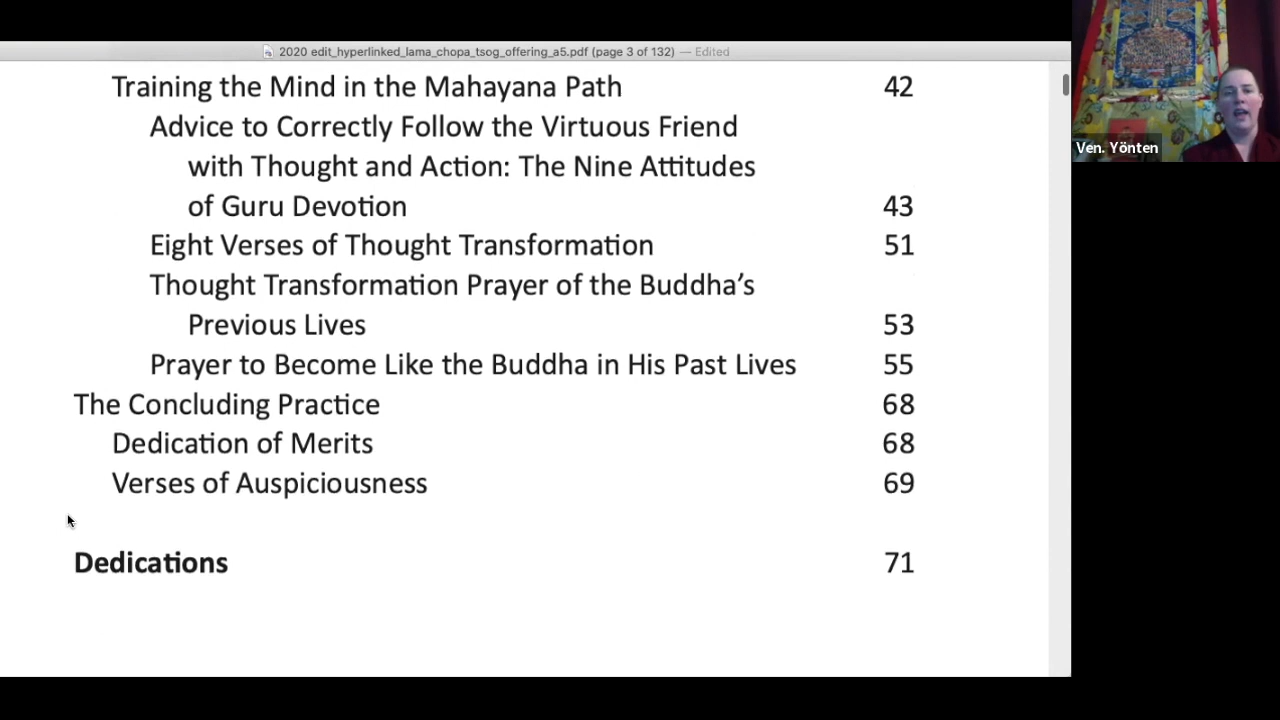 2020 edit_hyperlinked_lama_chopa_tsog_offering_a5.pdf (page 3 of 132) — Edited
Training the Mind in the Mahayana Path 42
Advice to Correctly Follow the Virtuous Friend
with Thought and Action: The Nine Attitudes
of Guru Devotion 43
Eight Verses of Thought Transformation 51
Thought Transformation Prayer of the Buddha’s
Previous Lives 53
Prayer to Become Like the Buddha in His Past Lives 55
The Concluding Practice 68
Dedication of Merits 68
Verses of Auspiciousness 69
Dedications 71
Ven. Yönten